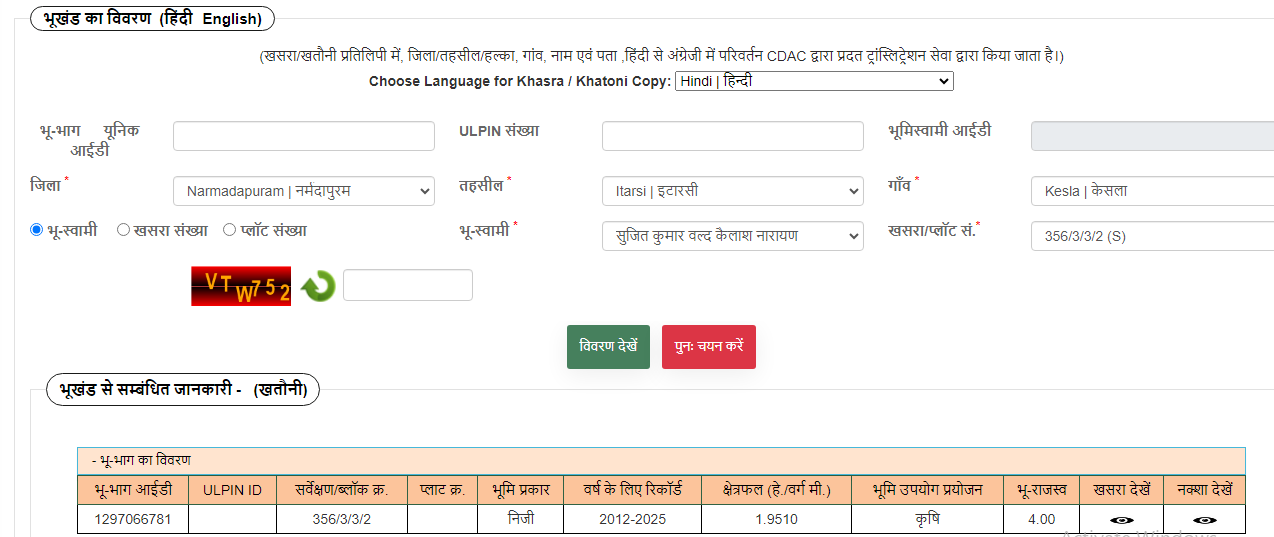 भूखंड का विवरण (हिंदी English)
(खसरा/खतौनी प्रतिलिपी में, जिला/तहसील/हल्का, गांव, नाम एवं पता ,हिंदी से अंग्रेजी में परिवर्तन CDAC द्वारा प्रदत ट्रांस्लिट्रेशन सेवा द्वारा किया जाता है।)
Choose Language for Khasra / Khatoni Copy: Hindi | हिन्दी
भू-भाग यूनिक आईडी ULPIN संख्या भूमिस्वामी आईडी
जिला * Narmadapuram | नर्मदापुरम तहसील * Itarsi | इटारसी गाँव * Kesla | केसला
भू-स्वामी खसरा संख्या प्लॉट संख्या भू-स्वामी * सुजित कुमार वल्द कैलाश नारायण खसरा/प्लॉट सं.* 356/3/3/2 (S)
VTW752
विवरण देखें पुनः चयन करें
भूखंड से सम्बंधित जानकारी - (खतौनी)
- भू-भाग का विवरण
भू-भाग आईडी ULPIN ID सर्वेक्षण/ब्लॉक क्र. प्लाट क्र. भूमि प्रकार वर्ष के लिए रिकॉर्ड क्षेत्रफल (हे./वर्ग मी.) भूमि उपयोग प्रयोजन भू-राजस्व खसरा देखें नक्शा देखें
1297066781 356/3/3/2 निजी 2012-2025 1.9510 कृषि 4.00